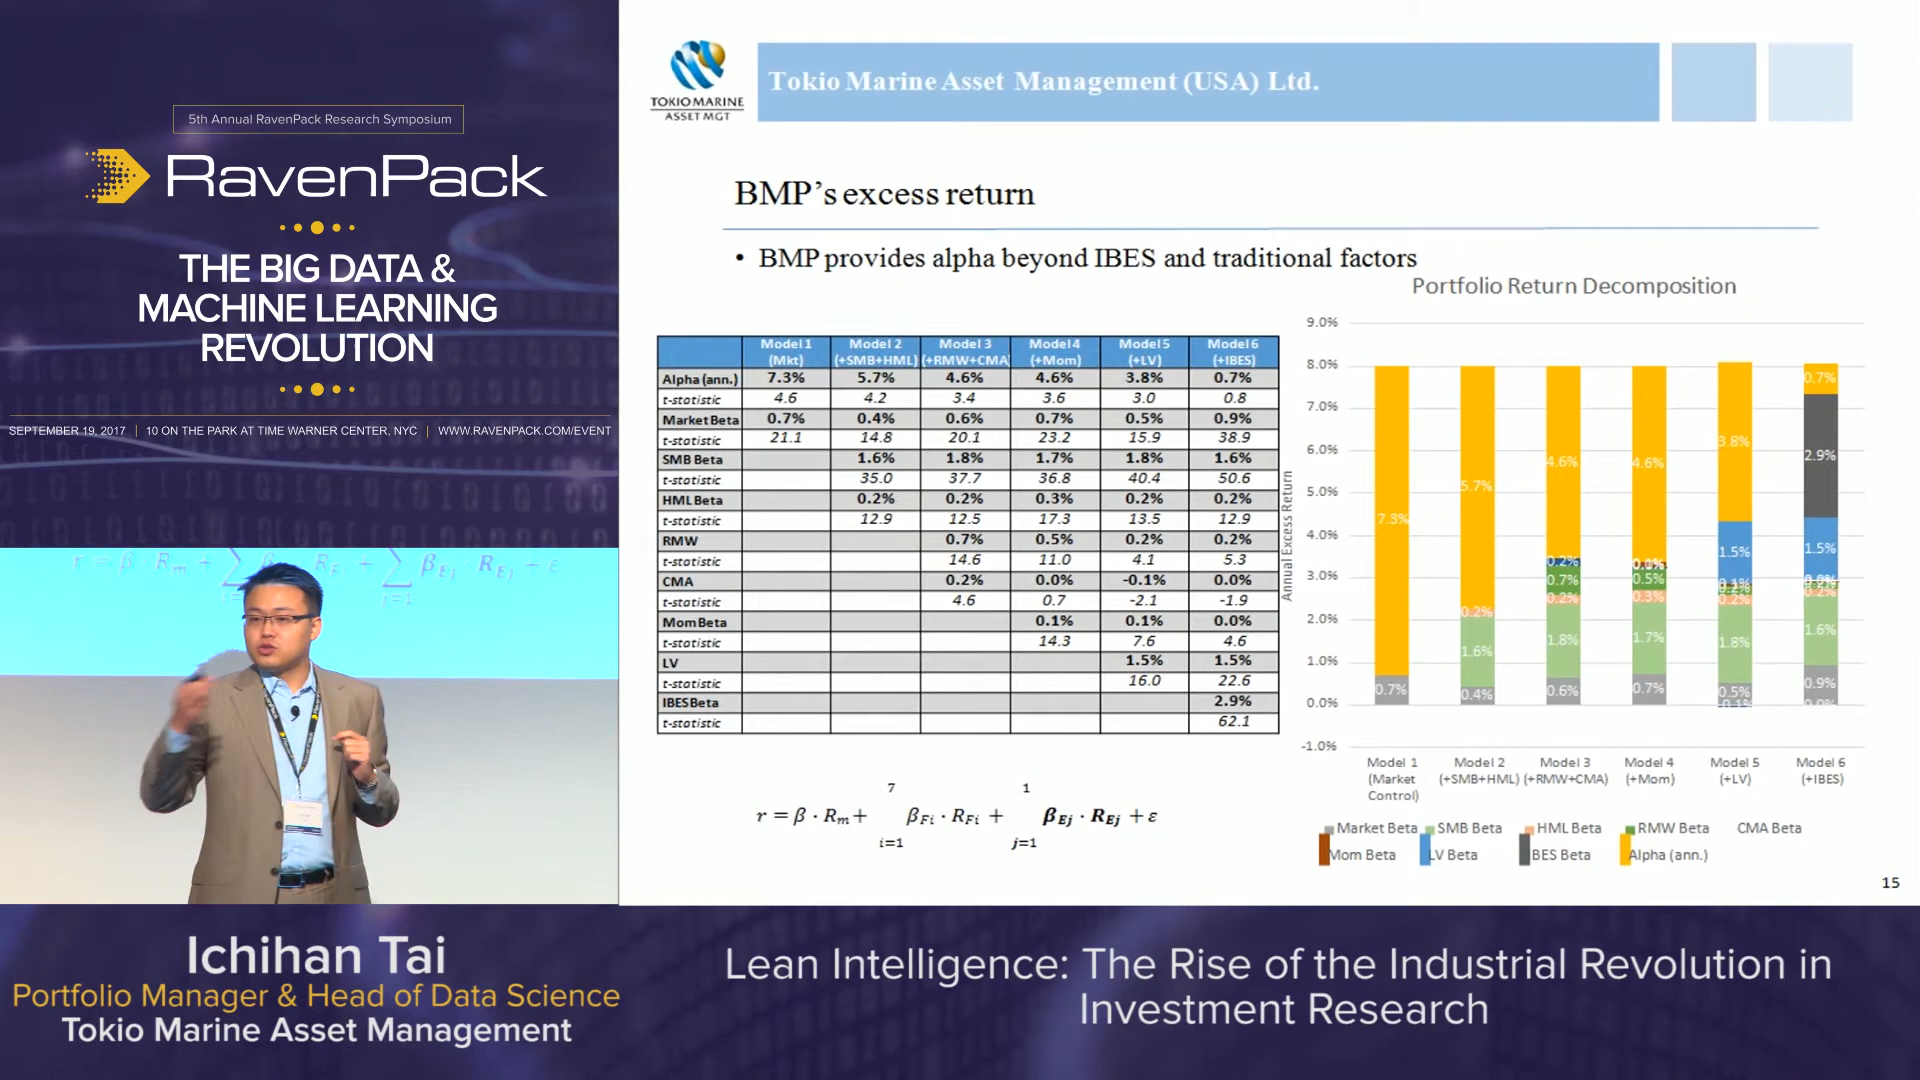 5th Annual RavenPack Research Symposium
RavenPack
THE BIG DATA &
MACHINE LEARNING
REVOLUTION
SEPTEMBER 19, 2017 | 10 ON THE PARK AT TIME WARNER CENTER, NYC | WWW.RAVENPACK.COM/EVENT
Ichihan Tai
Portfolio Manager & Head of Data Science
Tokio Marine Asset Management
TOKIO MARINE
ASSET MGT
Tokio Marine Asset Management (USA) Ltd.
BMP's excess return
• BMP provides alpha beyond IBES and traditional factors
Model 1 (Mkt) Model 2 (+SMB+HML) Model 3 (+RMW+CMA) Model 4 (+Mom) Model 5 (+LV) Model 6 (+IBES)
Alpha (ann.) 7.3% 5.7% 4.6% 4.6% 3.8% 0.7%
t-statistic 4.6 4.2 3.4 3.6 3.0 0.8
Market Beta 0.7% 0.4% 0.6% 0.7% 0.5% 0.9%
t-statistic 21.1 14.8 20.1 23.2 15.9 38.9
SMB Beta 1.6% 1.8% 1.7% 1.8% 1.6%
t-statistic 35.0 37.7 36.8 40.4 50.6
HML Beta 0.2% 0.2% 0.3% 0.2% 0.2%
t-statistic 12.9 12.5 17.3 13.5 12.9
RMW 0.7% 0.5% 0.2% 0.2%
t-statistic 14.6 11.0 4.1 5.3
CMA 0.2% 0.0% -0.1% 0.0%
t-statistic 4.6 0.7 -2.1 -1.9
Mom Beta 0.1% 0.1% 0.0%
t-statistic 14.3 7.6 4.6
LV 1.5% 1.5%
t-statistic 16.0 22.6
IBES Beta 2.9%
t-statistic 62.1
7 1
r = β · Rm + βFi · RFi + βEj · REj + ε
i=1 j=1
Portfolio Return Decomposition
Annual Excess Return
9.0%
8.0%
7.0%
6.0%
5.0%
4.0%
3.0%
2.0%
1.0%
0.0%
-1.0%
7.3%
0.7%
5.7%
0.2%
1.6%
0.4%
4.6%
0.2%
0.7%
0.2%
1.8%
0.6%
4.6%
0.5%
0.3%
1.7%
0.7%
3.8%
1.5%
0.2%
1.8%
0.5%
0.7%
2.9%
1.5%
0.2%
1.6%
0.9%
Model 1 (Market Control) Model 2 (+SMB+HML) Model 3 (+RMW+CMA) Model 4 (+Mom) Model 5 (+LV) Model 6 (+IBES)
Market Beta SMB Beta HML Beta RMW Beta CMA Beta
Mom Beta LV Beta IBES Beta Alpha (ann.)
15
Lean Intelligence: The Rise of the Industrial Revolution in
Investment Research